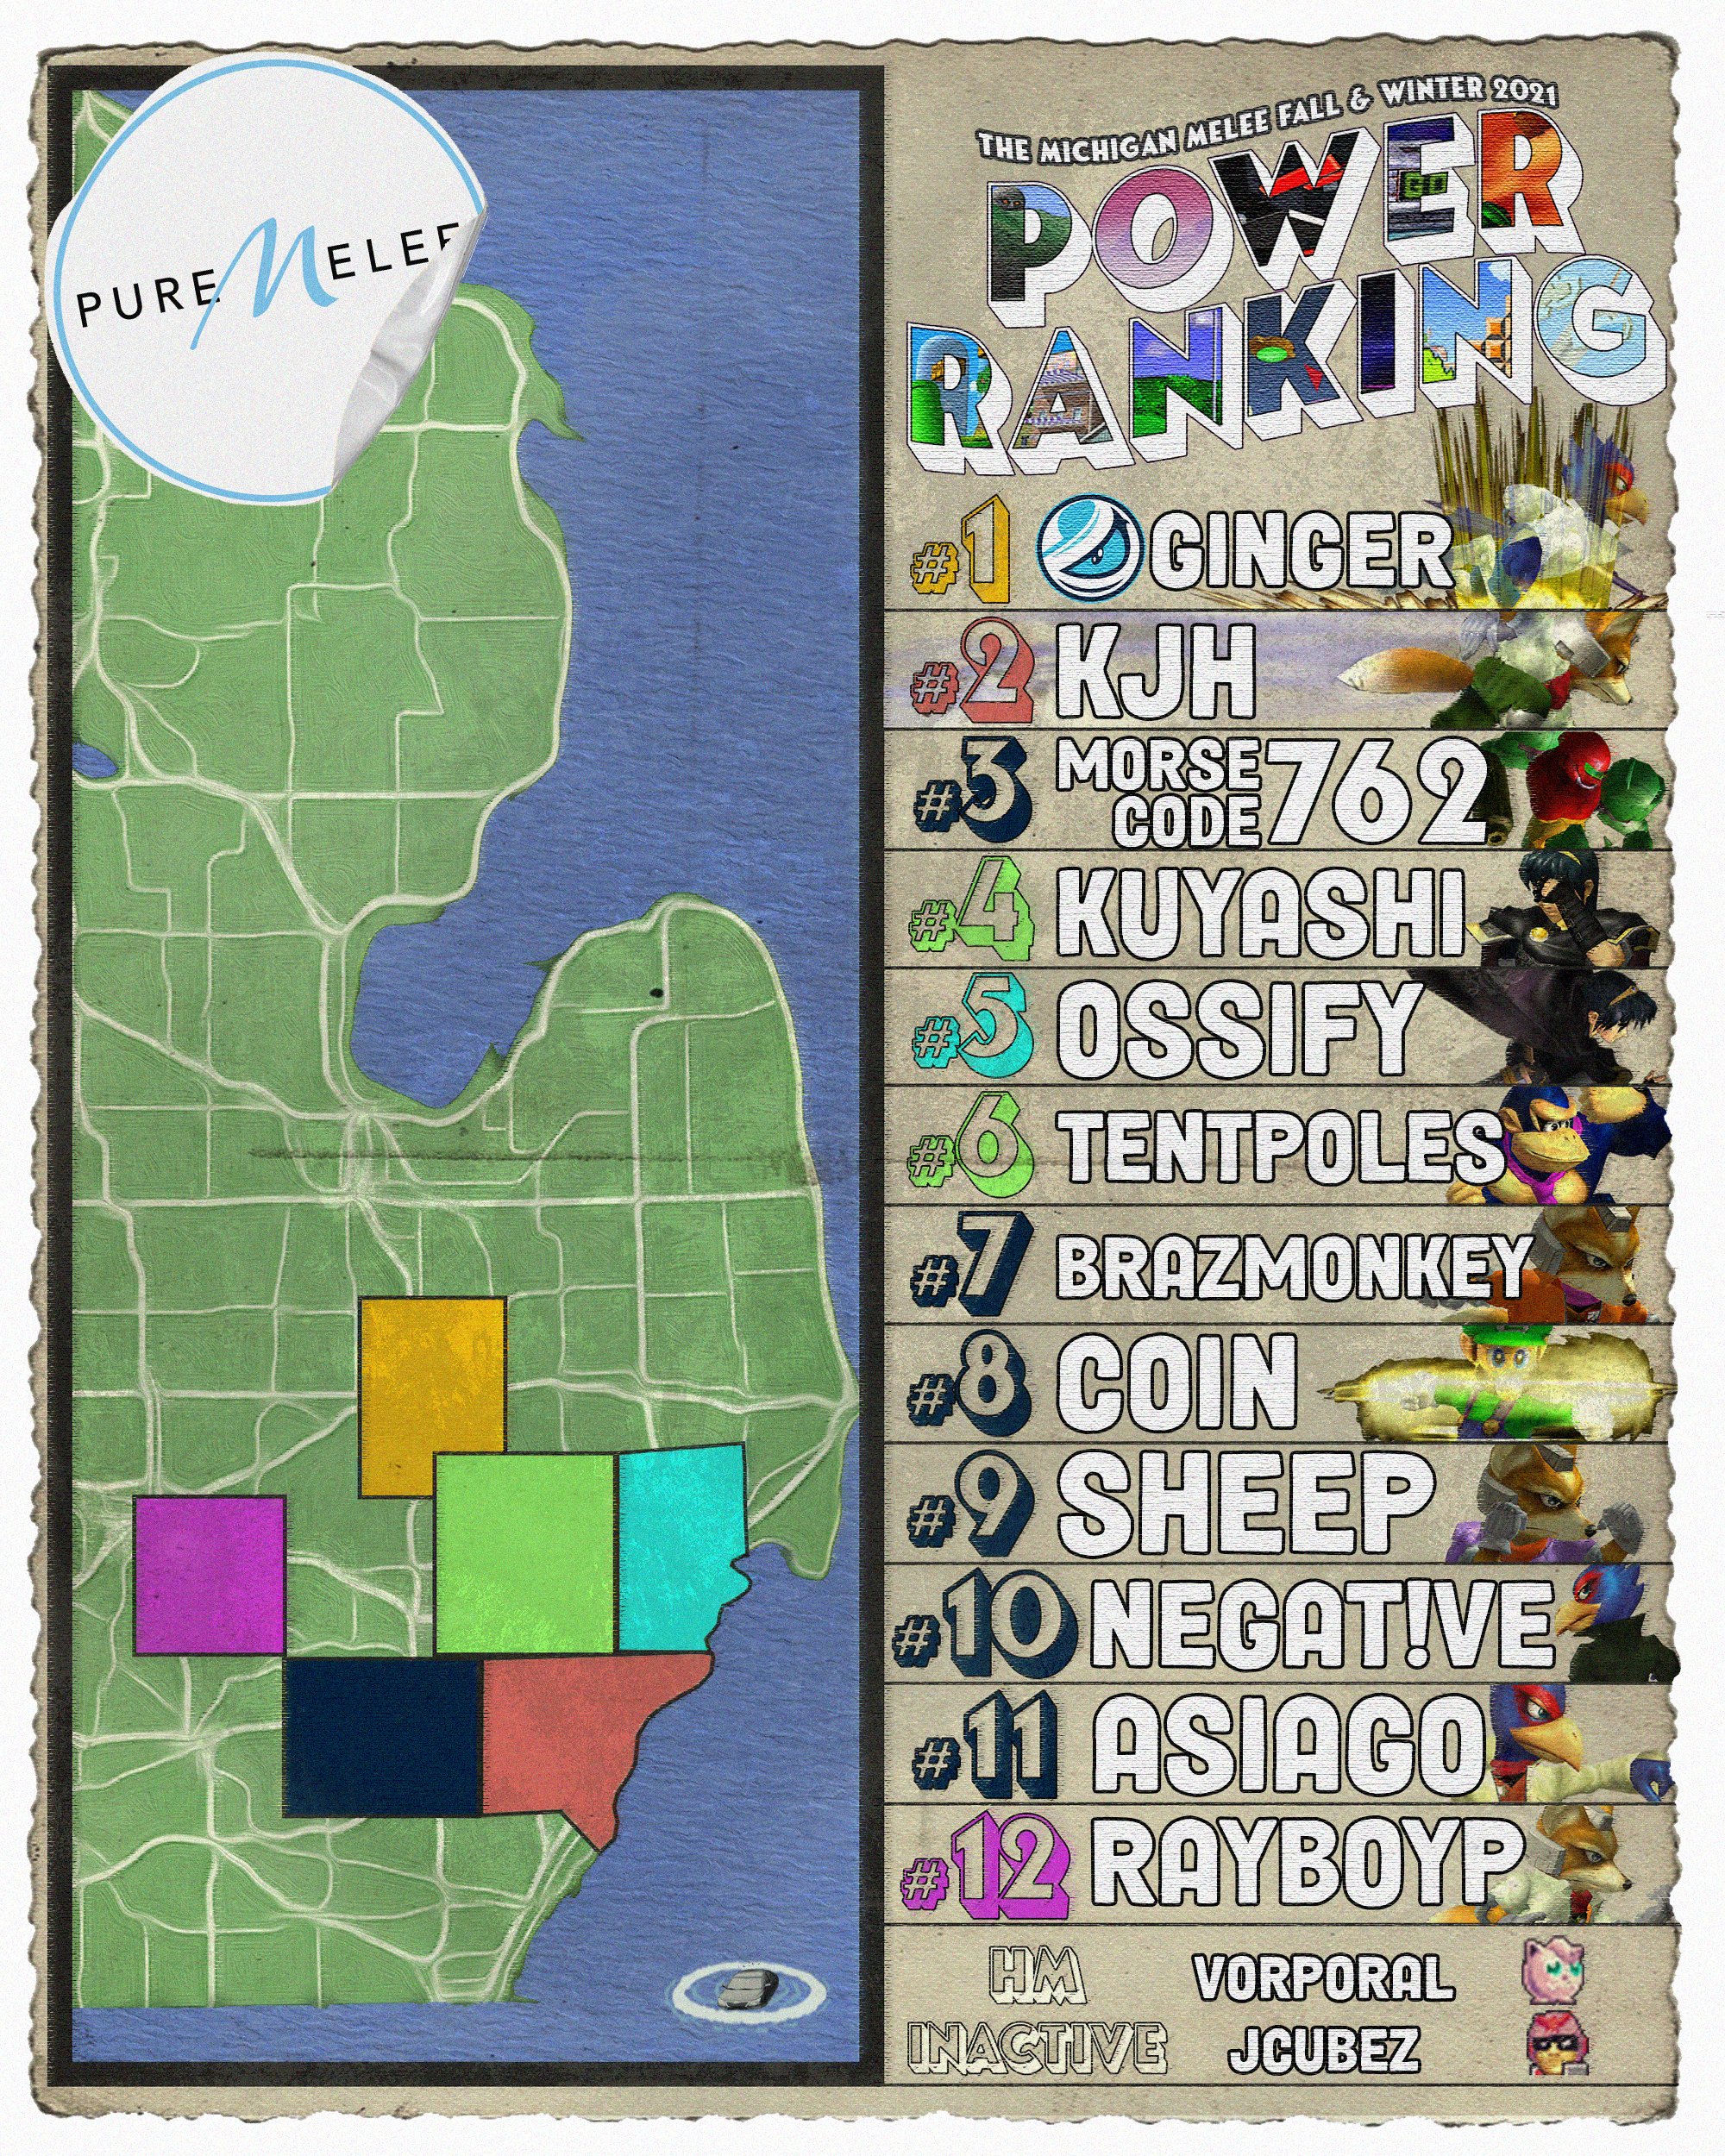 PURE MELEE
THE MICHIGAN MELEE FALL & WINTER 2021
POWER
RANKING
#1 GINGER
#2 KJH
#3 MORSE CODE 762
#4 KUYASHI
#5 OSSIFY
#6 TENTPOLES
#7 BRAZMONKEY
#8 COIN
#9 SHEEP
#10 NEGAT!VE
#11 ASIAGO
#12 RAYBOYP
HM VORPORAL
INACTIVE JCUBEZ